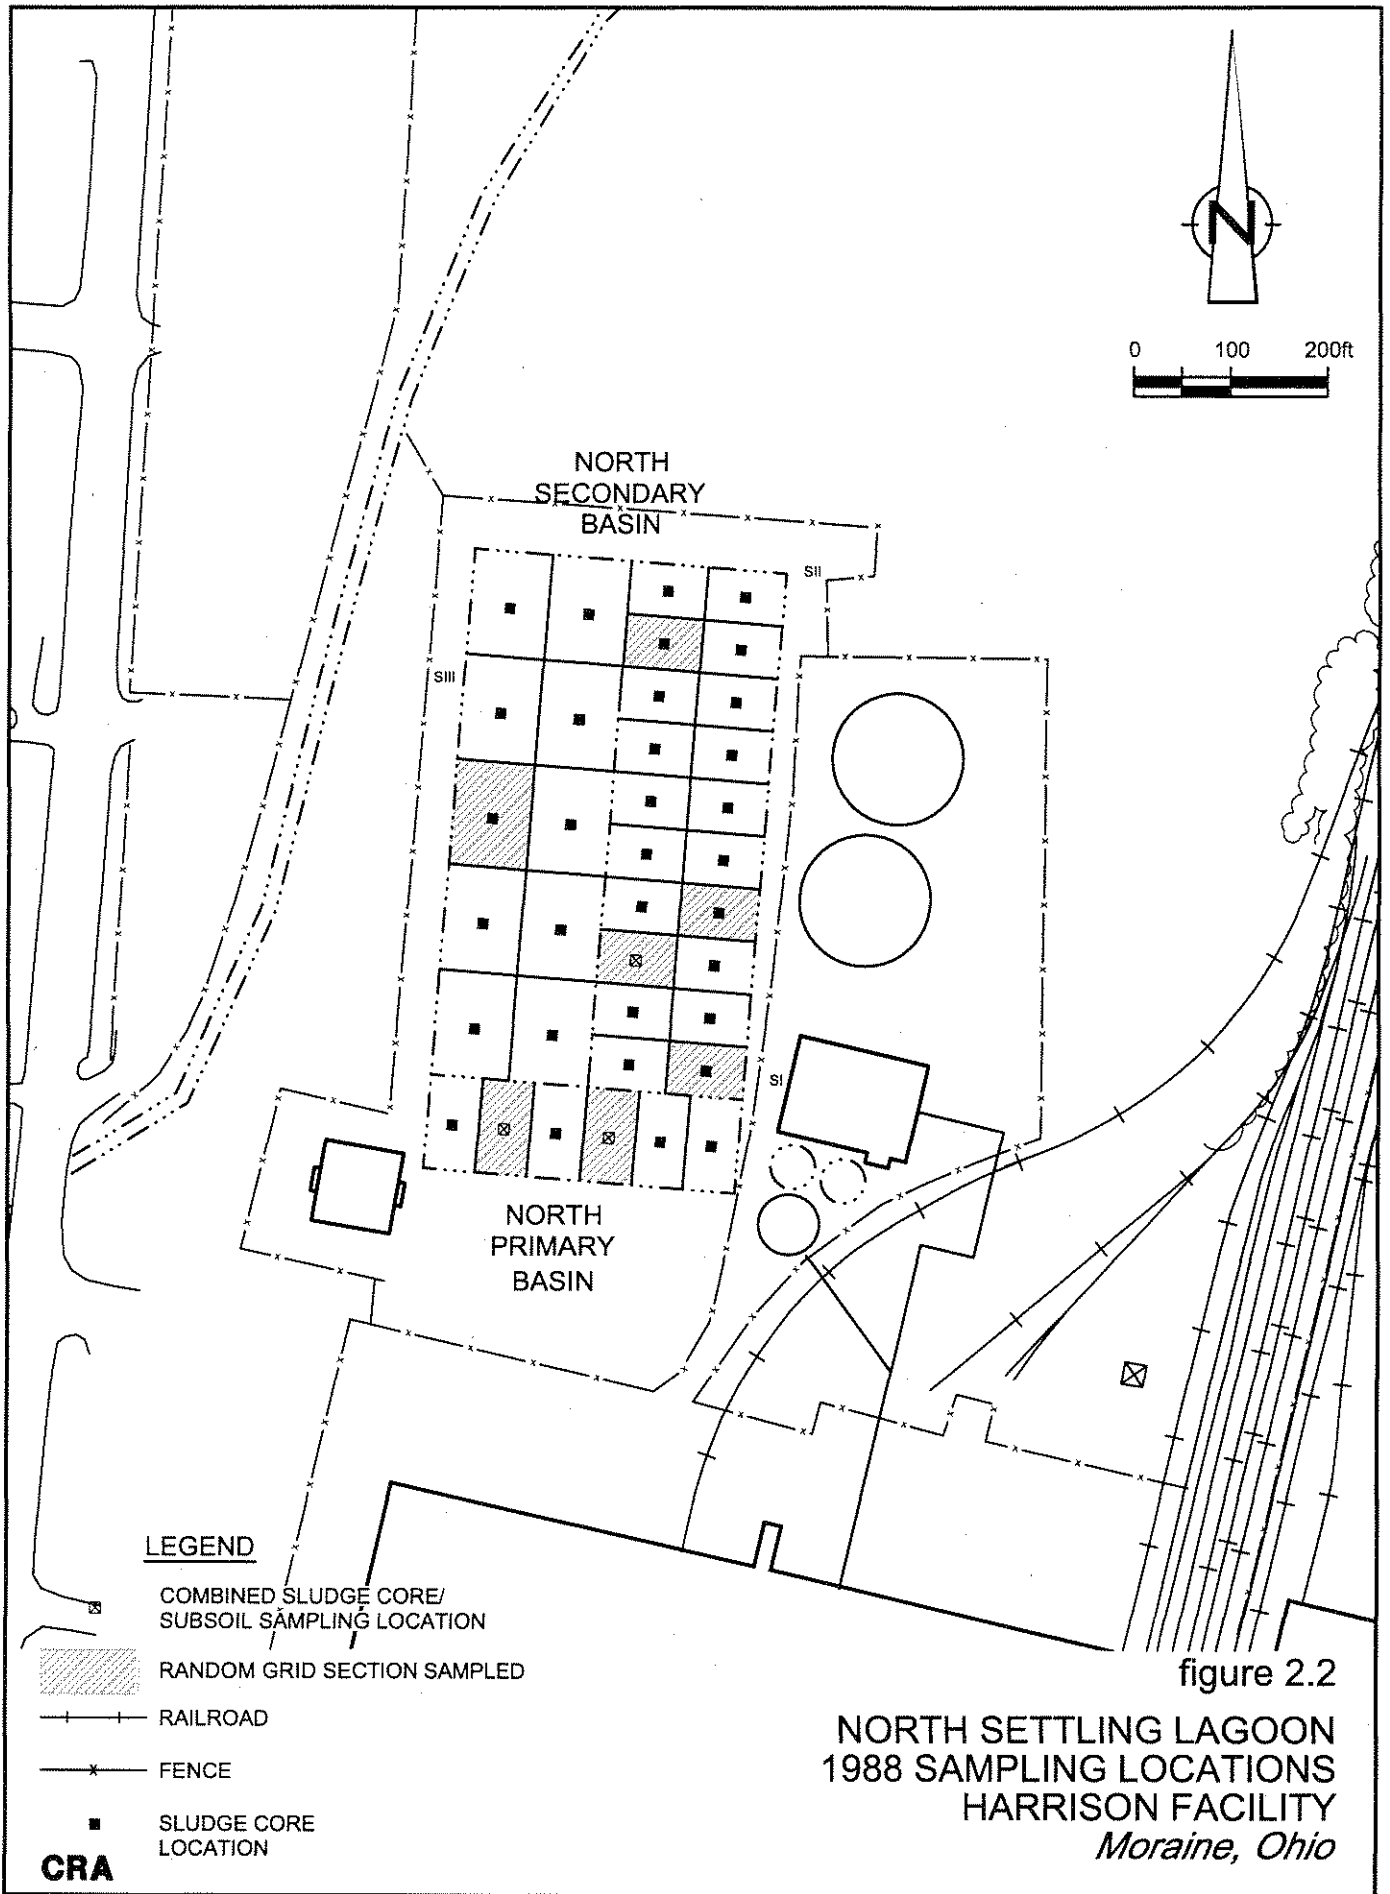 N
0 100 200ft
NORTH
SECONDARY
BASIN
SII
SIII
SI
NORTH
PRIMARY
BASIN
LEGEND
COMBINED SLUDGE CORE/
SUBSOIL SAMPLING LOCATION
RANDOM GRID SECTION SAMPLED
RAILROAD
FENCE
SLUDGE CORE
LOCATION
CRA
figure 2.2
NORTH SETTLING LAGOON
1988 SAMPLING LOCATIONS
HARRISON FACILITY
Moraine, Ohio